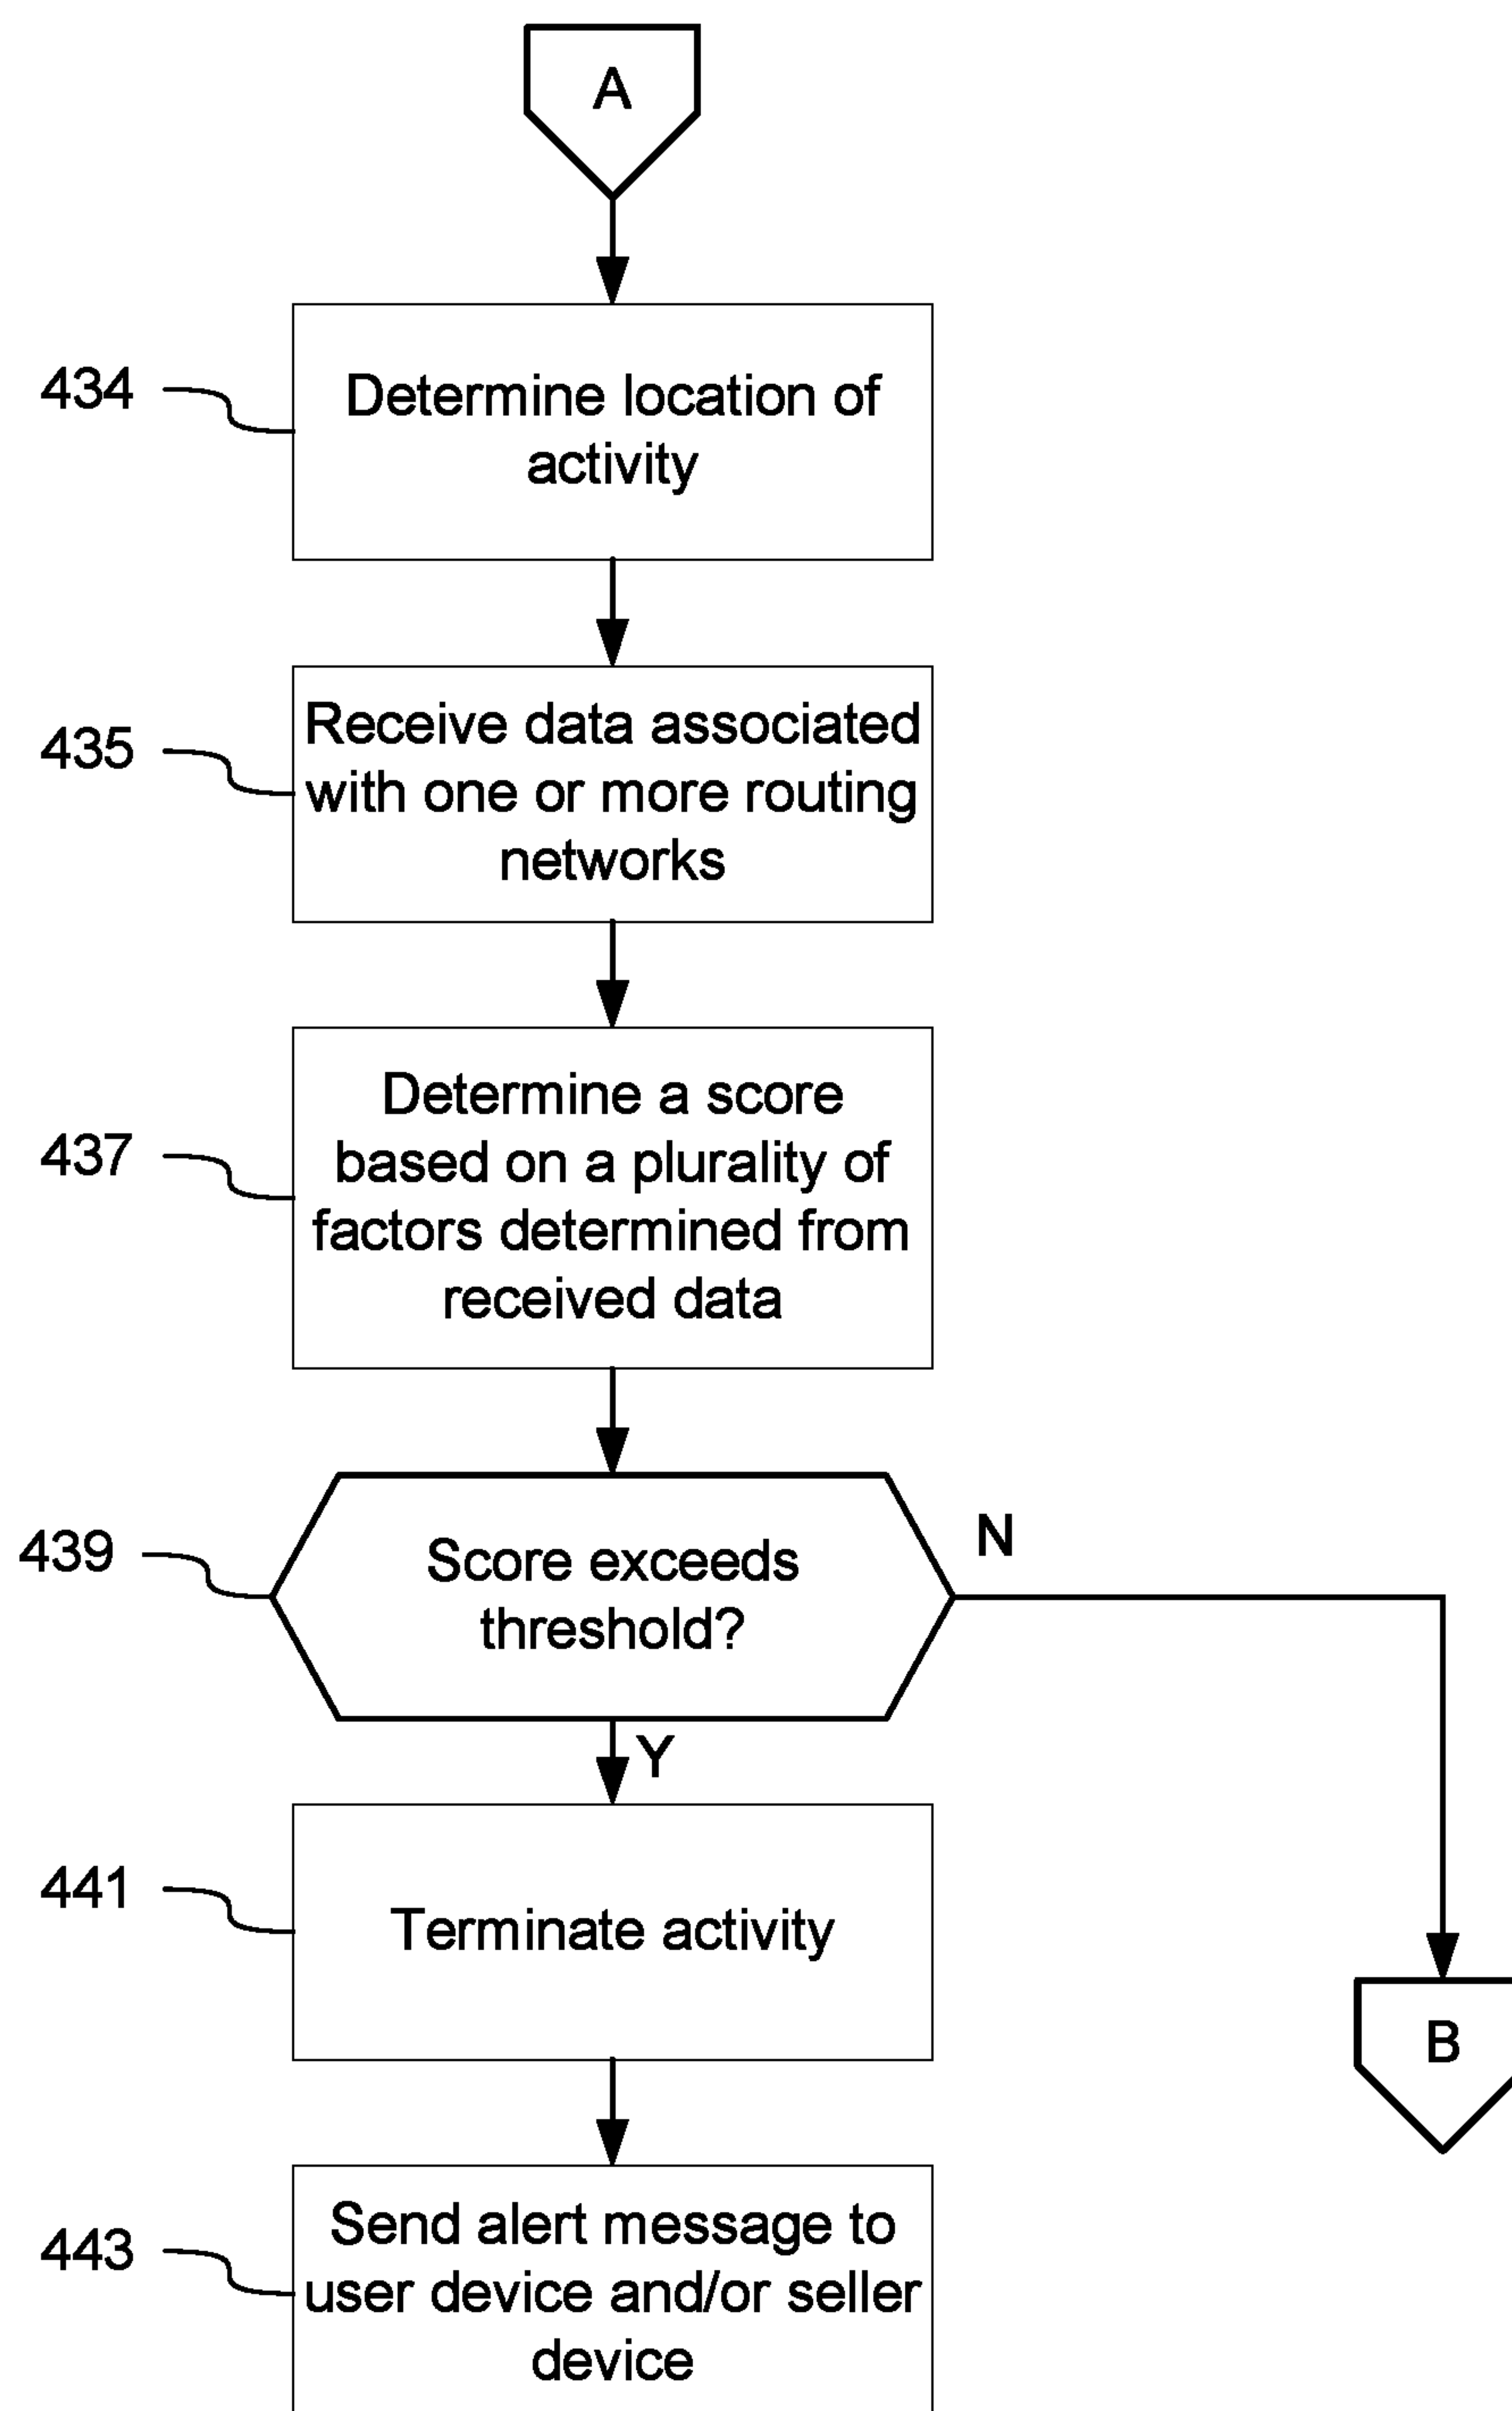 A
434
Determine location of
activity
435
Receive data associated
with one or more routing
networks
437
Determine a score
based on a plurality of
factors determined from
received data
439
Score exceeds
threshold?
N
Y
441
Terminate activity
B
443
Send alert message to
user device and/or seller
device